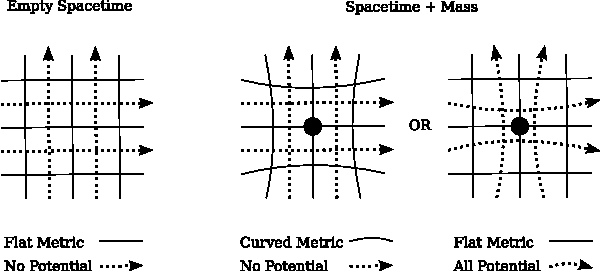 Empty Spacetime
Spacetime + Mass
OR
Flat Metric
No Potential
Curved Metric
No Potential
Flat Metric
All Potential